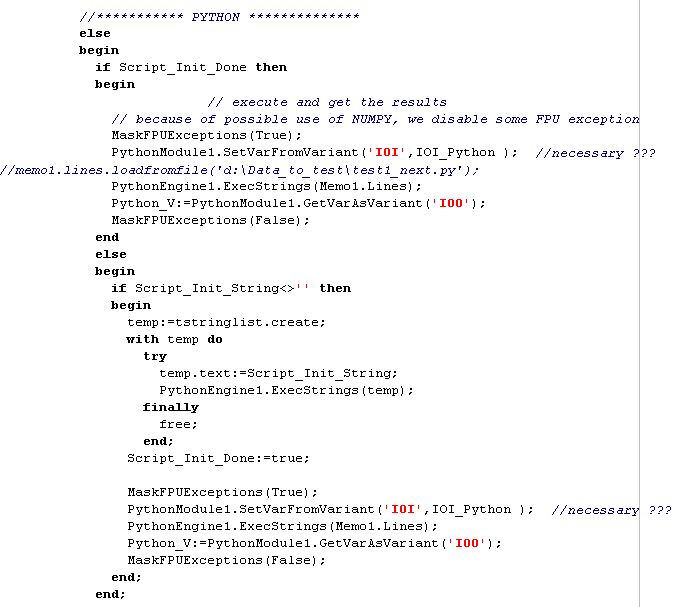 //*********** PYTHON **************
else
begin
if Script_Init_Done then
begin
// execute and get the results
// because of possible use of NUMPY, we disable some FPU exception
MaskFPUExceptions(True);
PythonModule1.SetVarFromVariant('IOI',IOI_Python ); //necessary ???
//memo1.lines.loadfromfile('d:\Data_to_test\test1_next.py');
PythonEngine1.ExecStrings(Memo1.Lines);
Python_V:=PythonModule1.GetVarAsVariant('IOO');
MaskFPUExceptions(False);
end
else
begin
if Script_Init_String<>'' then
begin
temp:=tstringlist.create;
with temp do
try
temp.text:=Script_Init_String;
PythonEngine1.ExecStrings(temp);
finally
free;
end;
Script_Init_Done:=true;
MaskFPUExceptions(True);
PythonModule1.SetVarFromVariant('IOI',IOI_Python ); //necessary ???
PythonEngine1.ExecStrings(Memo1.Lines);
Python_V:=PythonModule1.GetVarAsVariant('IOO');
MaskFPUExceptions(False);
end;
end;